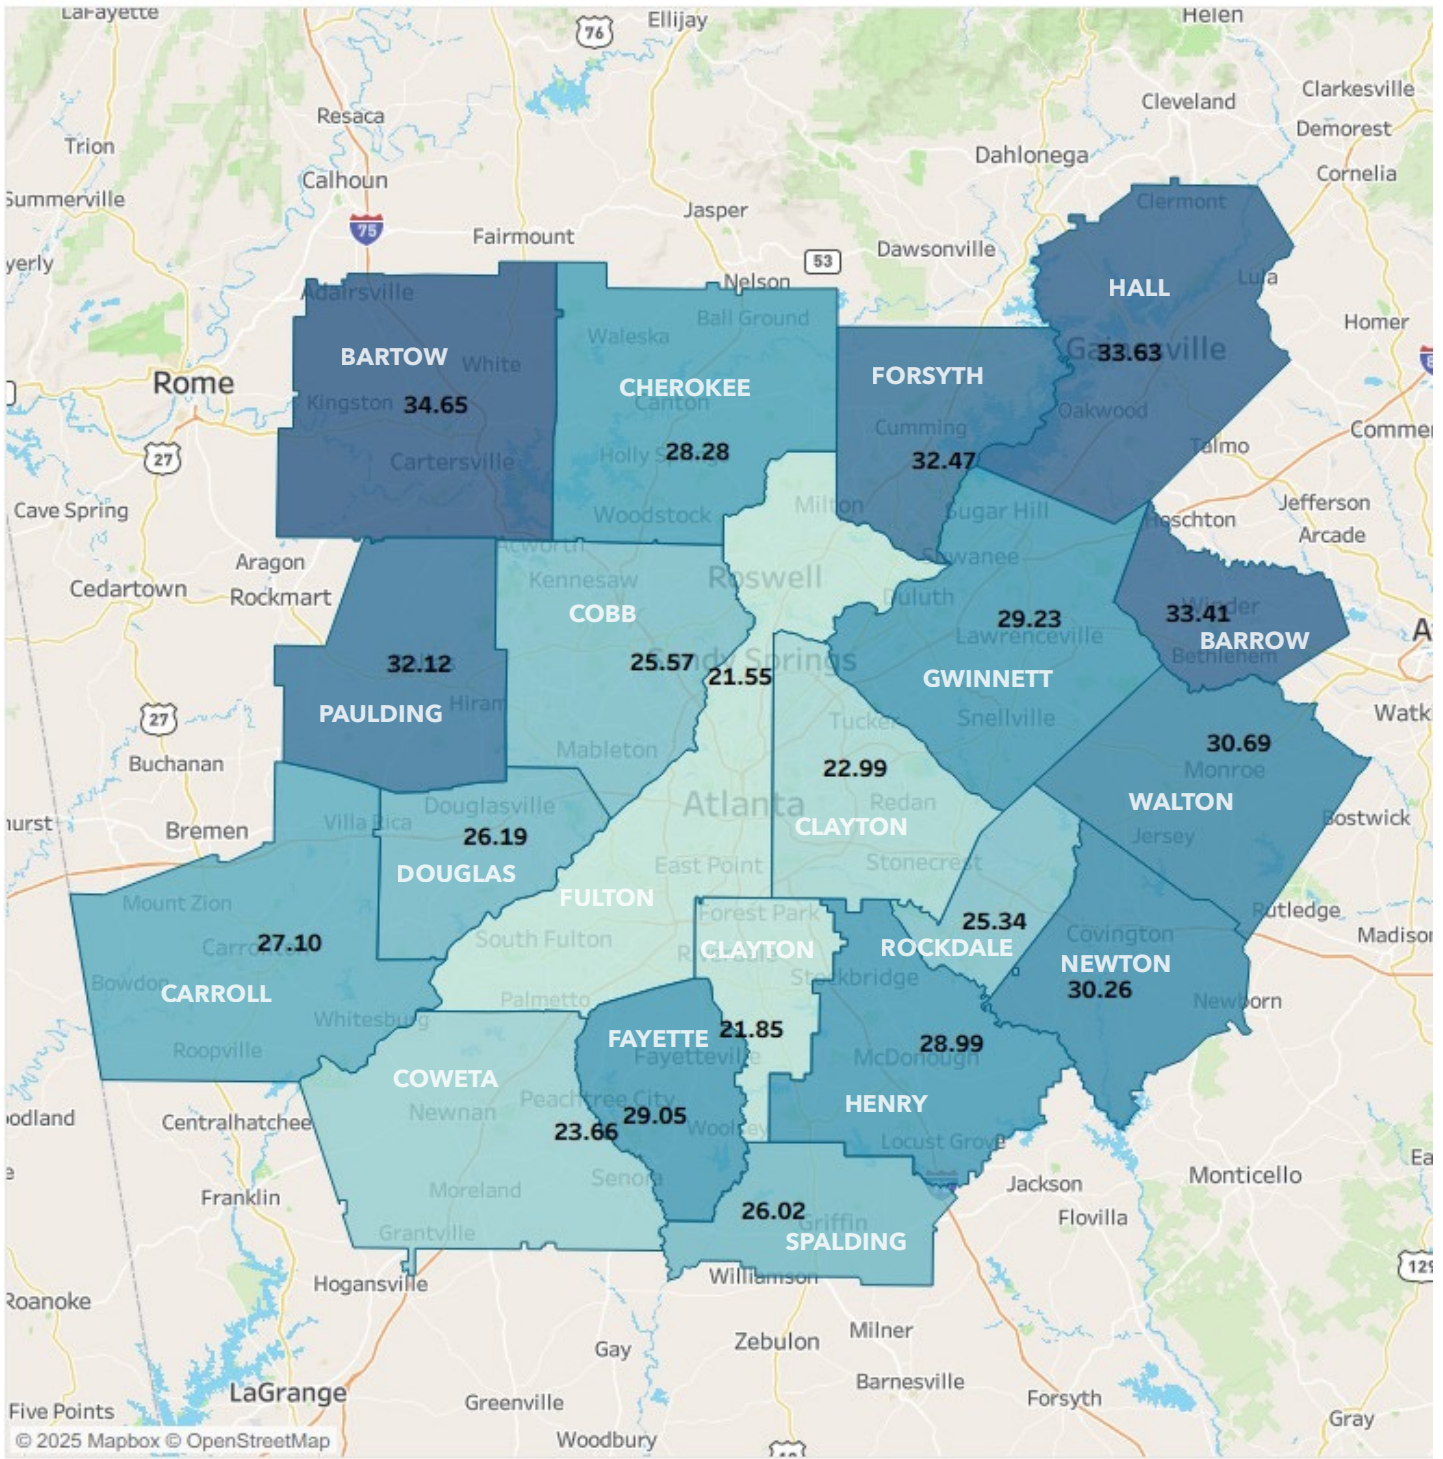 LaFayette
76
Ellijay
Helen
Resaca
Cleveland
Clarkesville
Trion
Demorest
Dahlonega
Calhoun
Cornelia
Summerville
Jasper
Clermont
75
Fairmount
Dawsonville
53
Nelson
Lula
HALL
Adairsville
Ball Ground
Waleska
Homer
BARTOW
White
Gainesville
33.63
Rome
CHEROKEE
FORSYTH
Kingston
34.65
Canton
Oakwood
Cumming
Commer
27
Cartersville
Holly Springs
28.28
32.47
Talmo
Cave Spring
Woodstock
Milton
Sugar Hill
Hoschton
Jefferson
Arcade
Acworth
Aragon
Suwanee
Cedartown
Rockmart
Kennesaw
Roswell
Duluth
COBB
29.23
Lawrenceville
33.41
Winder
BARROW
Bethlehem
32.12
25.57
Sandy Springs
21.55
GWINNETT
Hiram
PAULDING
27
Tucker
Snellville
Watk
Buchanan
Mableton
30.69
Monroe
22.99
Villa Rica
Douglasville
Atlanta
Redan
WALTON
Bremen
26.19
CLAYTON
Jersey
Bostwick
DOUGLAS
East Point
Stonecrest
Mount Zion
FULTON
Forest Park
25.34
Rutledge
Carrollton
27.10
South Fulton
CLAYTON
ROCKDALE
Covington
Madison
Bowdon
CARROLL
Stockbridge
NEWTON
30.26
Palmetto
Newborn
Whitesburg
Roopville
FAYETTE
21.85
28.99
Fayetteville
McDonough
COWETA
Newnan
Peachtree City
29.05
HENRY
Centralhatchee
23.66
Woolsey
Locust Grove
Moreland
Senoia
Monticello
Franklin
Jackson
26.02
Griffin
Flovilla
Grantville
SPALDING
Hogansville
Williamson
129
Roanoke
Zebulon
Milner
Gay
Barnesville
LaGrange
Greenville
Forsyth
Five Points
Gray
© 2025 Mapbox © OpenStreetMap
Woodbury